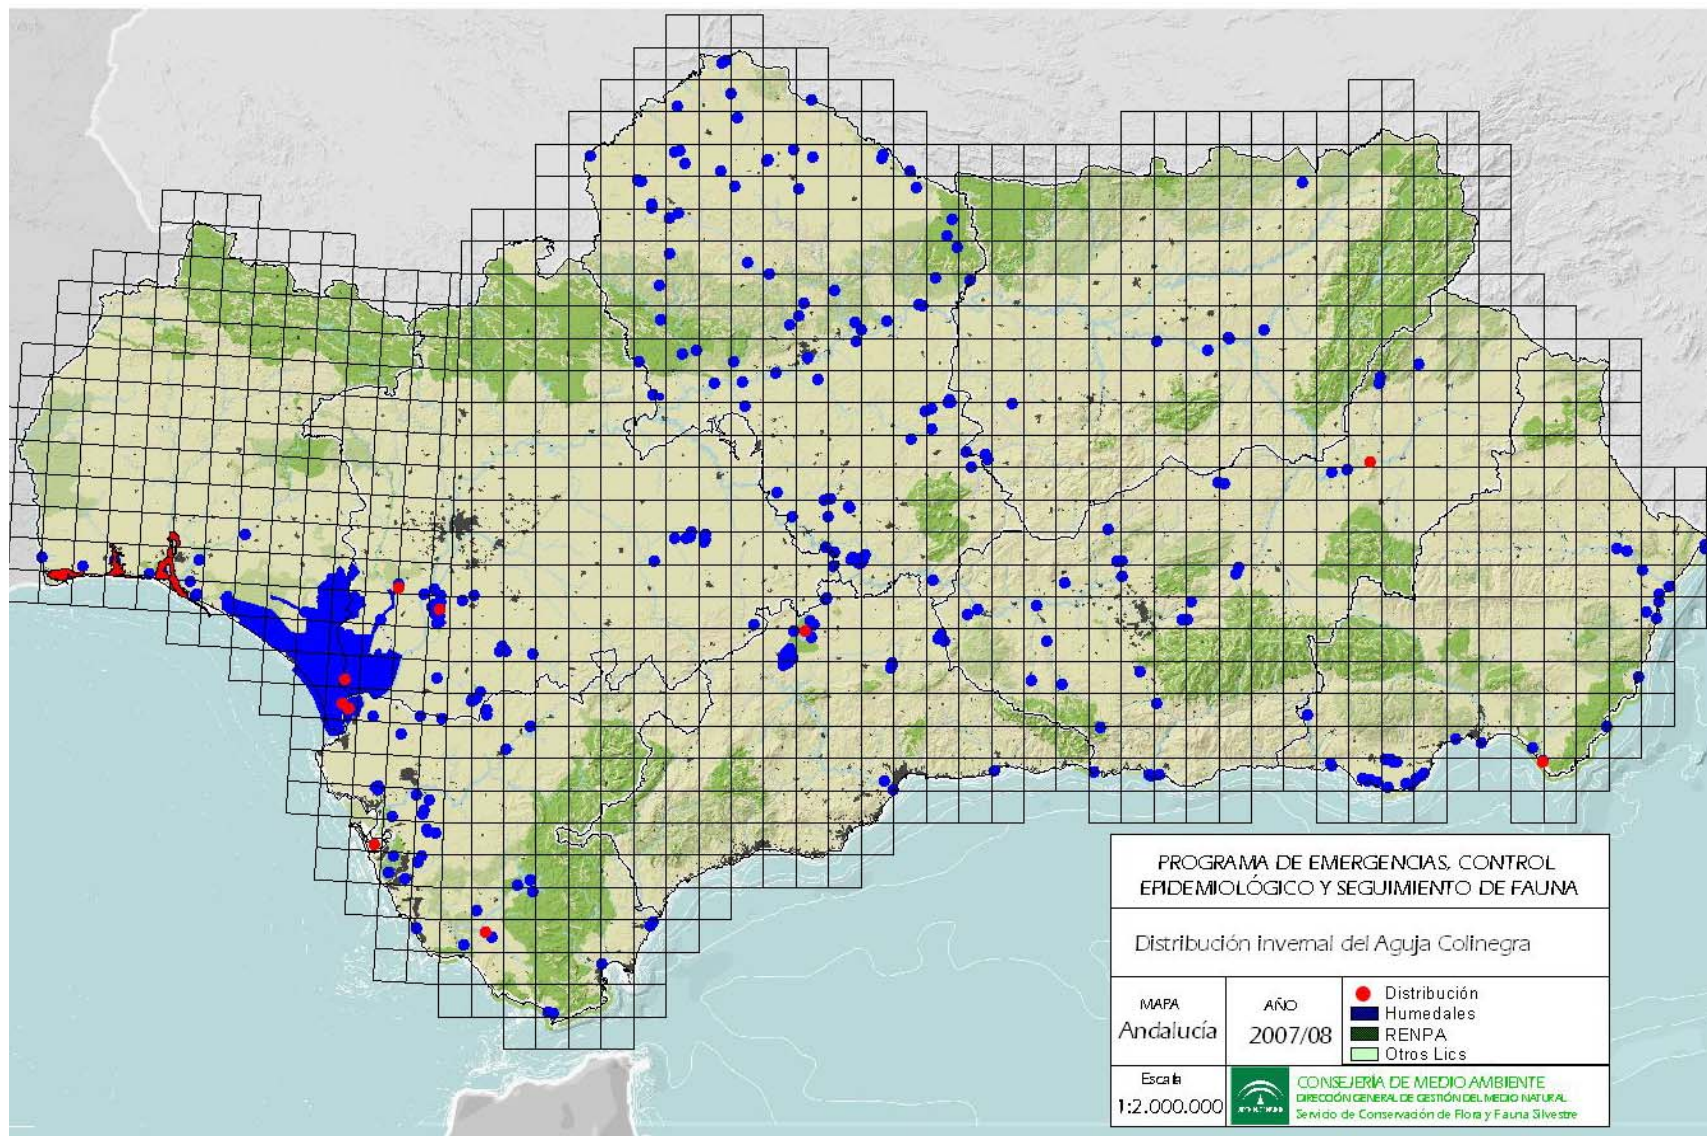 PROGRAMA DE EMERGENCIAS, CONTROL
EPIDEMIOLÓGICO Y SEGUIMIENTO DE FAUNA
Distribución invernal del Aguja Colinegra
MAPA
Andalucía
AÑO
2007/08
Distribución
Humedales
RENPA
Otros Lics
Escala
1:2.000.000
CONSEJERÍA DE MEDIO AMBIENTE
DIRECCIÓN GENERAL DE GESTIÓN DEL MEDIO NATURAL
Servicio de Conservación de Flora y Fauna Silvestre